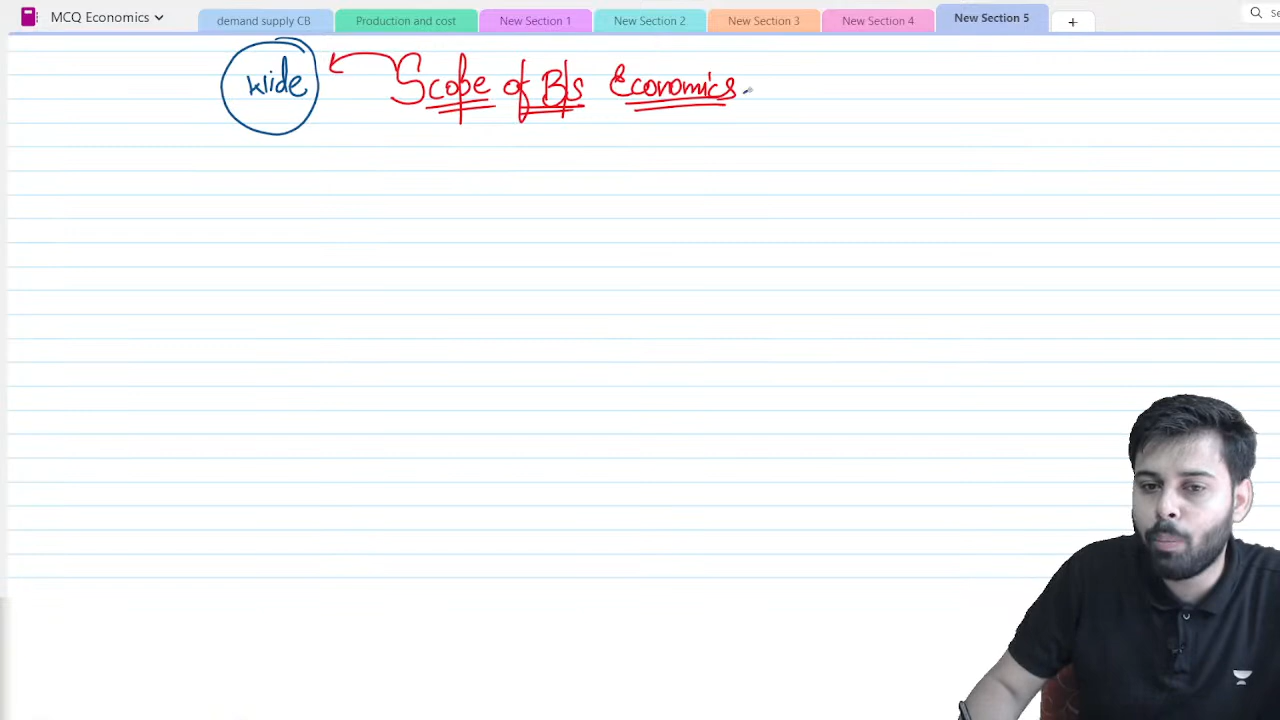 MCQ Economics
demand supply CB
Production and cost
New Section 1
New Section 2
New Section 3
New Section 4
New Section 5
+
wide
Scope of B/s Economics